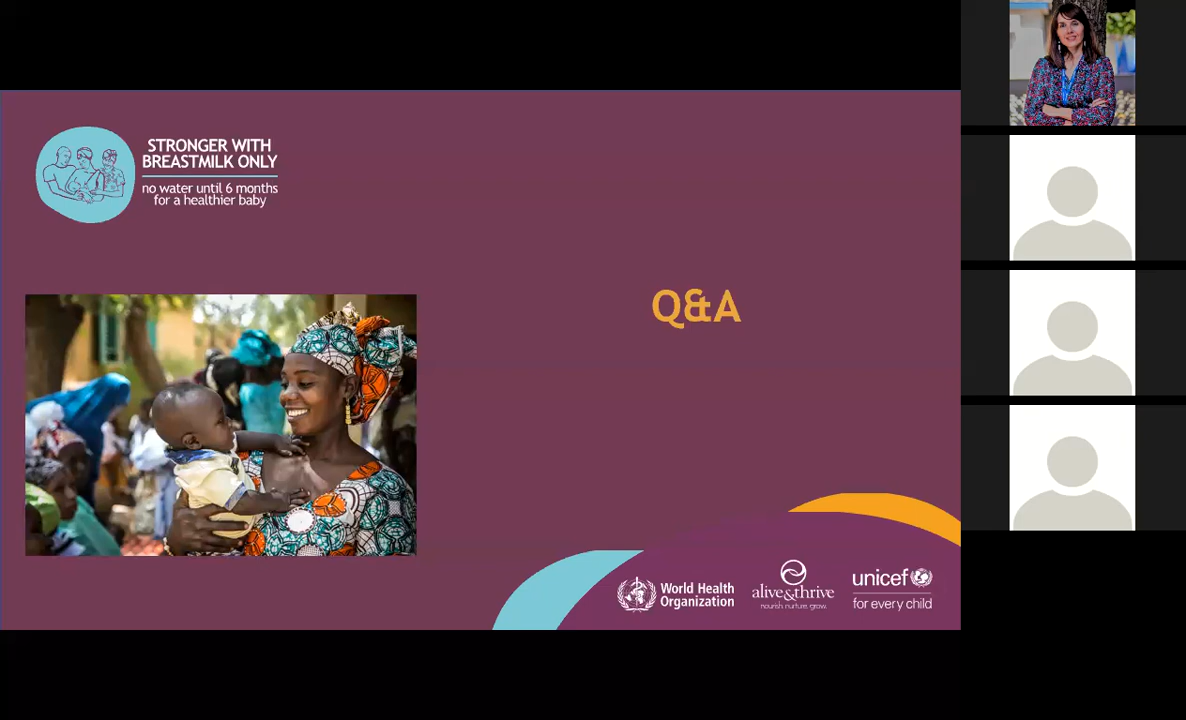 STRONGER WITH
BREASTMILK ONLY
no water until 6 months
for a healthier baby
Q&A
World Health
Organization
alive&thrive
nourish. nurture. grow.
unicef
for every child